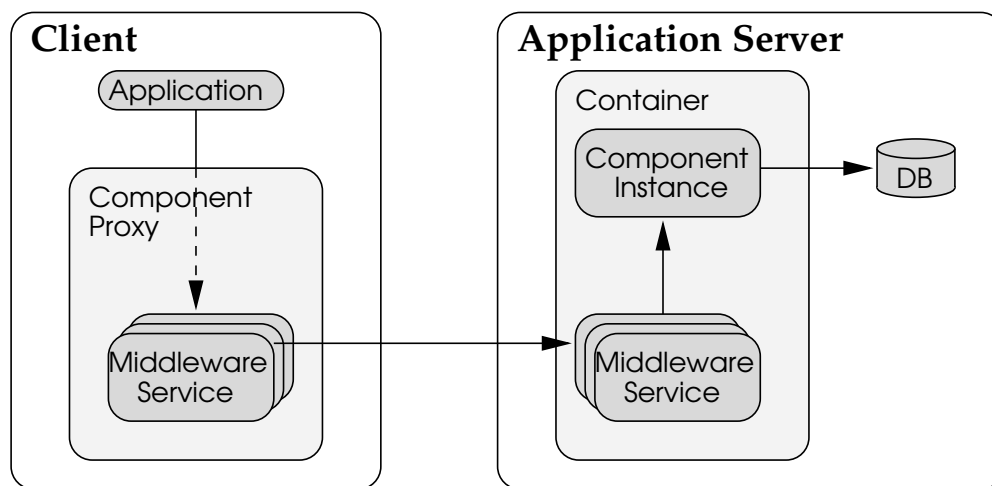 Client
Application
Component
Proxy
Middleware
Service
Application Server
Container
Component
Instance
DB
Middleware
Service